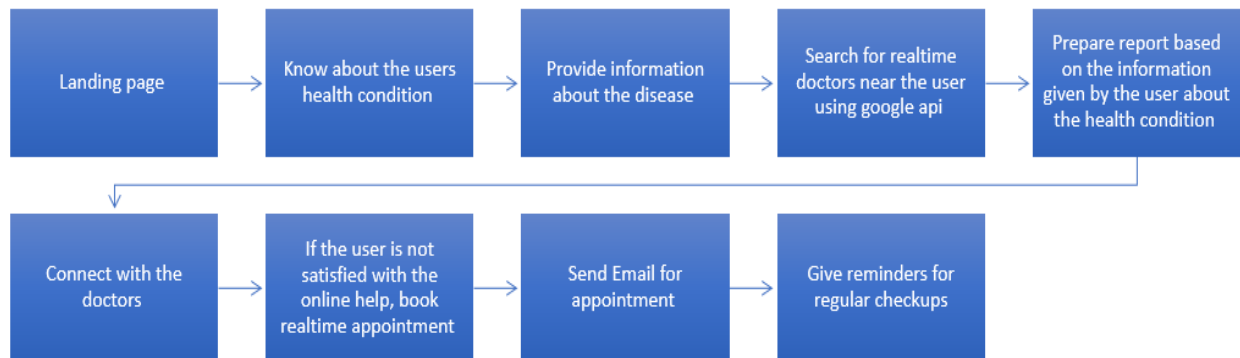 Landing page
Know about the users
health condition
Provide information
about the disease
Search for realtime
doctors near the user
using google api
Prepare report based
on the information
given by the user about
the health condition
Connect with the
doctors
If the user is not
satisfied with the
online help, book
realtime appointment
Send Email for
appointment
Give reminders for
regular checkups